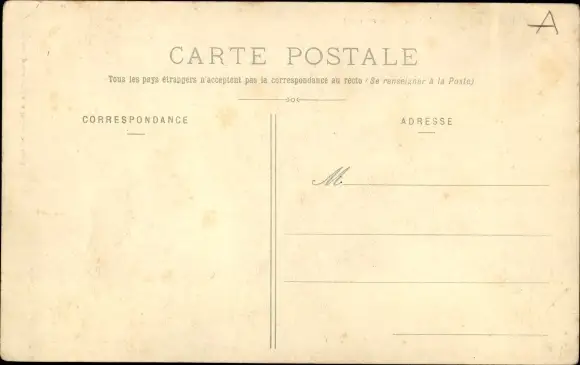 A
CARTE POSTALE
Tous les pays étrangers n'acceptent pas la correspondance au recto (Se renseigner à la Poste)
CORRESPONDANCE
ADRESSE
M